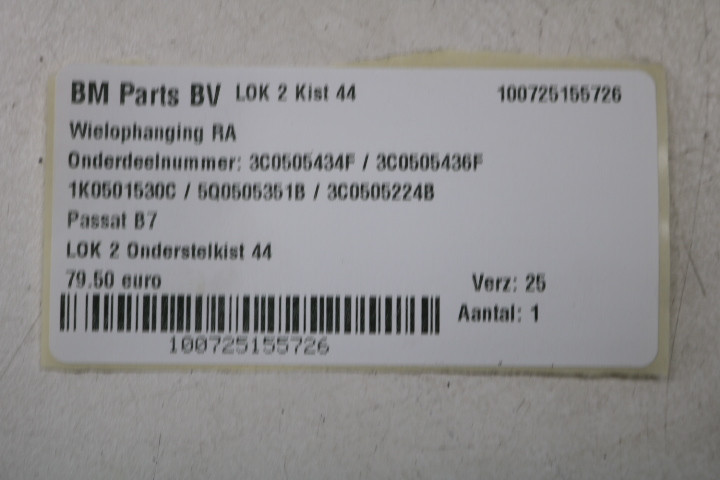 BM Parts BV LOK 2 Kist 44 100725155726
Wielophanging RA
Onderdeelnummer: 3C0505434F / 3C0505436F
1K0501530C / 5Q0505351B / 3C0505224B
Passat B7
LOK 2 Onderstelkist 44
79.50 euro Verz: 25
Aantal: 1
100725155726